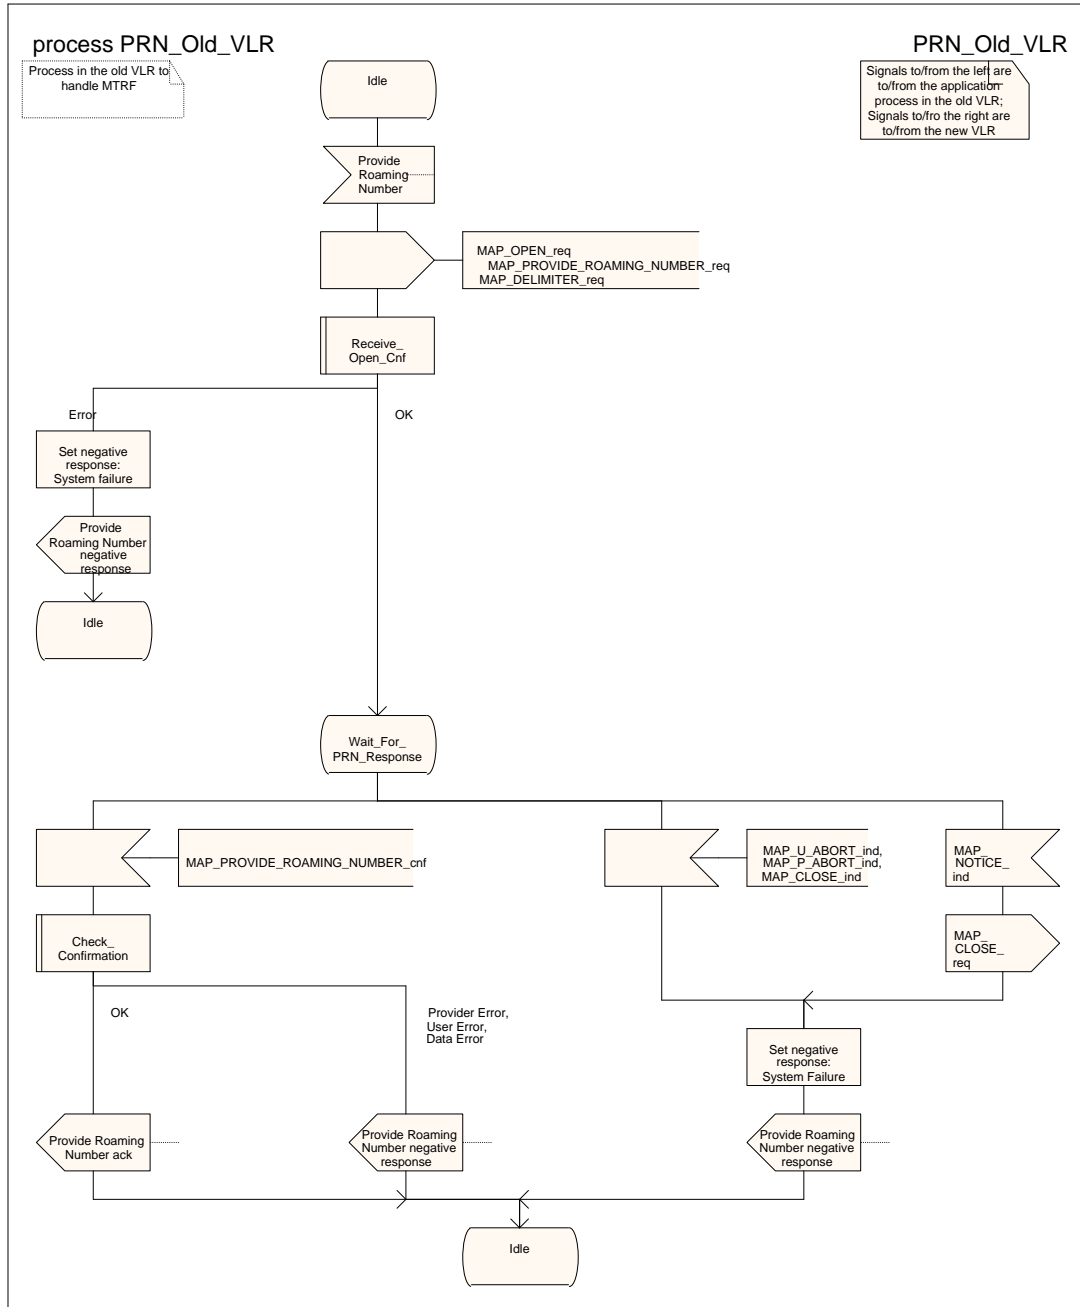 process PRN_Old_VLR
PRN_Old_VLR
Process in the old VLR to
handle MTRF
Signals to/from the left are
to/from the application
process in the old VLR;
Signals to/fro the right are
to/from the new VLR
Idle
Provide
Roaming
Number
MAP_OPEN_req
MAP_PROVIDE_ROAMING_NUMBER_req
MAP_DELIMITER_req
Receive_
Open_Cnf
Error
OK
Set negative
response:
System failure
Provide
Roaming Number
negative
response
Idle
Wait_For_
PRN_Response
MAP_PROVIDE_ROAMING_NUMBER_cnf
MAP_U_ABORT_ind,
MAP_P_ABORT_ind,
MAP_CLOSE_ind
MAP_
NOTICE_
ind
Check_
Confirmation
MAP_
CLOSE_
req
OK
Provider Error,
User Error,
Data Error
Set negative
response:
System Failure
Provide Roaming
Number ack
Provide Roaming
Number negative
response
Provide Roaming
Number negative
response
Idle